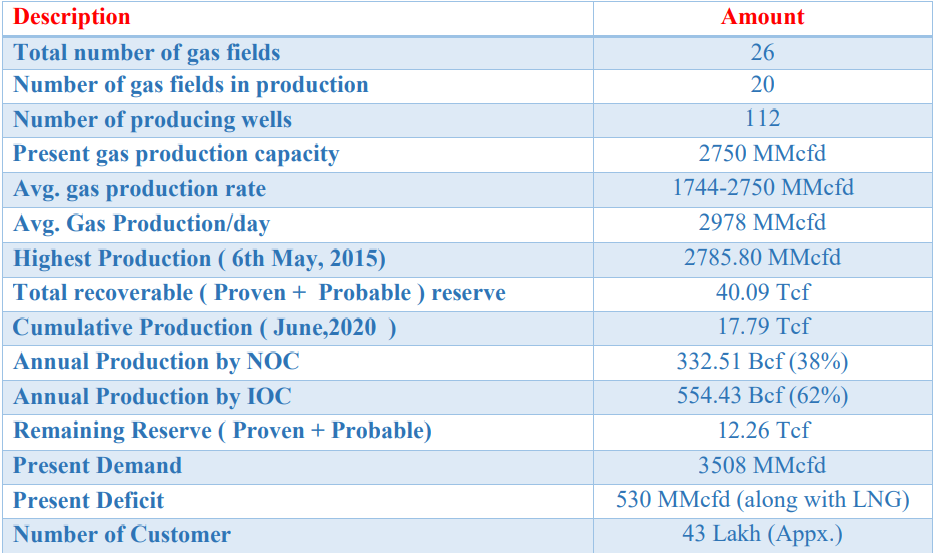 Description Amount
Total number of gas fields 26
Number of gas fields in production 20
Number of producing wells 112
Present gas production capacity 2750 MMcfd
Avg. gas production rate 1744-2750 MMcfd
Avg. Gas Production/day 2978 MMcfd
Highest Production ( 6th May, 2015) 2785.80 MMcfd
Total recoverable ( Proven + Probable ) reserve 40.09 Tcf
Cumulative Production ( June,2020 ) 17.79 Tcf
Annual Production by NOC 332.51 Bcf (38%)
Annual Production by IOC 554.43 Bcf (62%)
Remaining Reserve ( Proven + Probable) 12.26 Tcf
Present Demand 3508 MMcfd
Present Deficit 530 MMcfd (along with LNG)
Number of Customer 43 Lakh (Appx.)